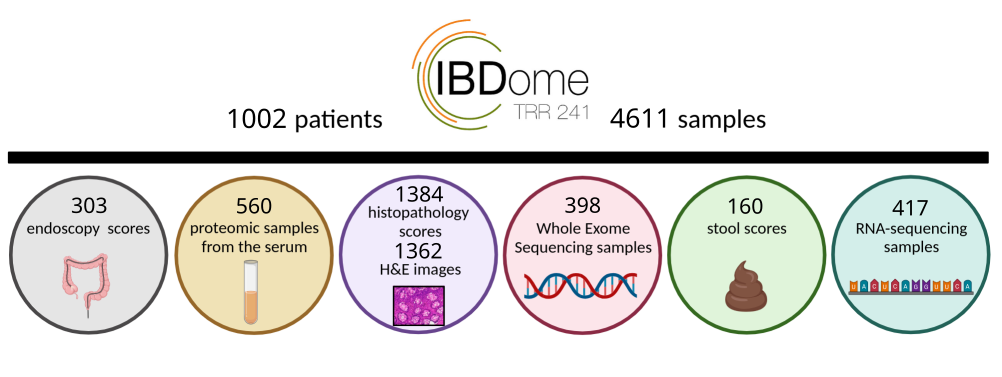 IBDome
TRR 241
1002 patients
4611 samples
303
endoscopy scores
560
proteomic samples
from the serum
1384
histopathology
scores
1362
H&E images
398
Whole Exome
Sequencing samples
160
stool scores
417
RNA-sequencing
samples
U A C U C A G G U U C A